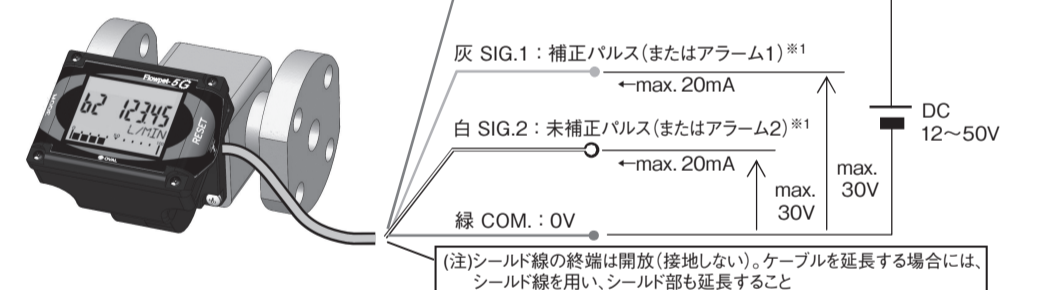 灰 SIG.1：補正パルス（またはアラーム1）※1
←max. 20mA
白 SIG.2：未補正パルス（またはアラーム2）※1
←max. 20mA
max.
30V
max.
30V
DC
12～50V
緑 COM.：0V
(注)シールド線の終端は開放（接地しない）。ケーブルを延長する場合には、
シールド線を用い、シールド部も延長すること
Flowpet-5G
b2 123.45
L/MIN
RESET
OVAL